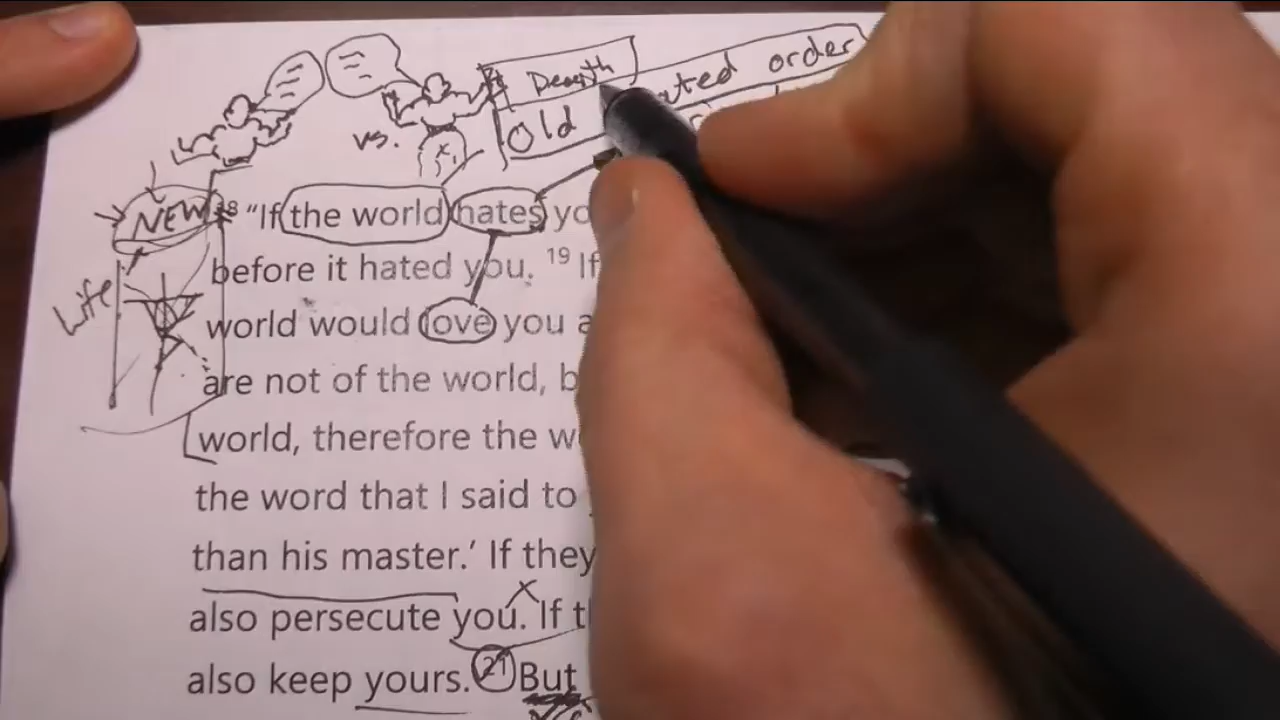 Death
order
vs.
Old
NEW
18 “If the world hates
before it hated you. 19 If
Life
world would love you
are not of the world,
world, therefore the
the word that I said to
than his master.’ If they
also persecute you. If
also keep yours. 21 But